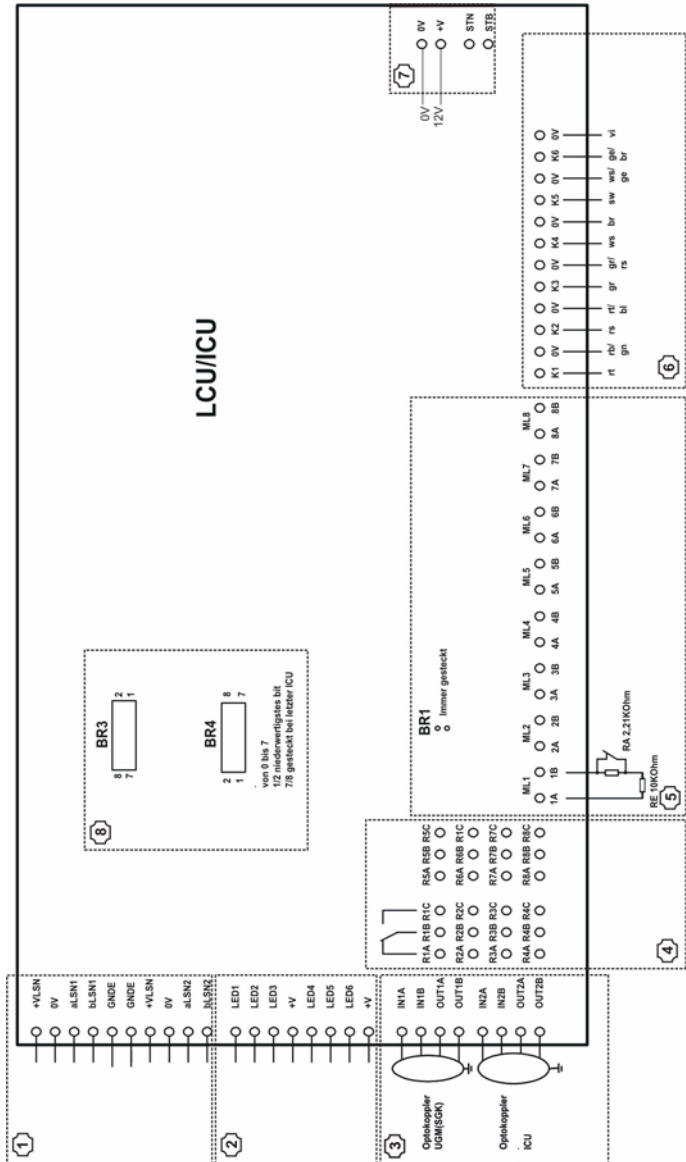 LCU/ICU
1
+VLSN
0V
aLSN1
bLSN1
GNDE
GNDE
+VLSN
0V
aLSN2
bLSN2
2
LED1
LED2
LED3
+V
LED4
LED5
LED6
+V
3
IN1A
IN1B
OUT1A
OUT1B
IN2A
IN2B
OUT2A
OUT2B
Optokoppler
UGM(SGK)
Optokoppler
. ICU
4
R1A R1B R1C R5A R5B R5C
R2A R2B R2C R6A R6B R1C
R3A R3B R3C R7A R7B R7C
R4A R4B R4C R8A R8B R8C
5
BR1
Immer gesteckt
ML1 ML2 ML3 ML4 ML5 ML6 ML7 ML8
1A 1B 2A 2B 3A 3B 4A 4B 5A 5B 6A 6B 7A 7B 8A 8B
RA 2,21KOhm
RE 10KOhm
6
K1 0V K2 0V K3 0V K4 0V K5 0V K6 0V
rt rb/ rs rt/ gr gr/ ws br sw ws/ ge/ vi
gn bl rs ge br
7
0V
+V
STN
STB
0V
12V
8
BR3
8 2
7 1
BR4
2 8
1 7
. von 0 bis 7
1/2 niederwertigstes bit
7/8 gesteckt bei letzter ICU